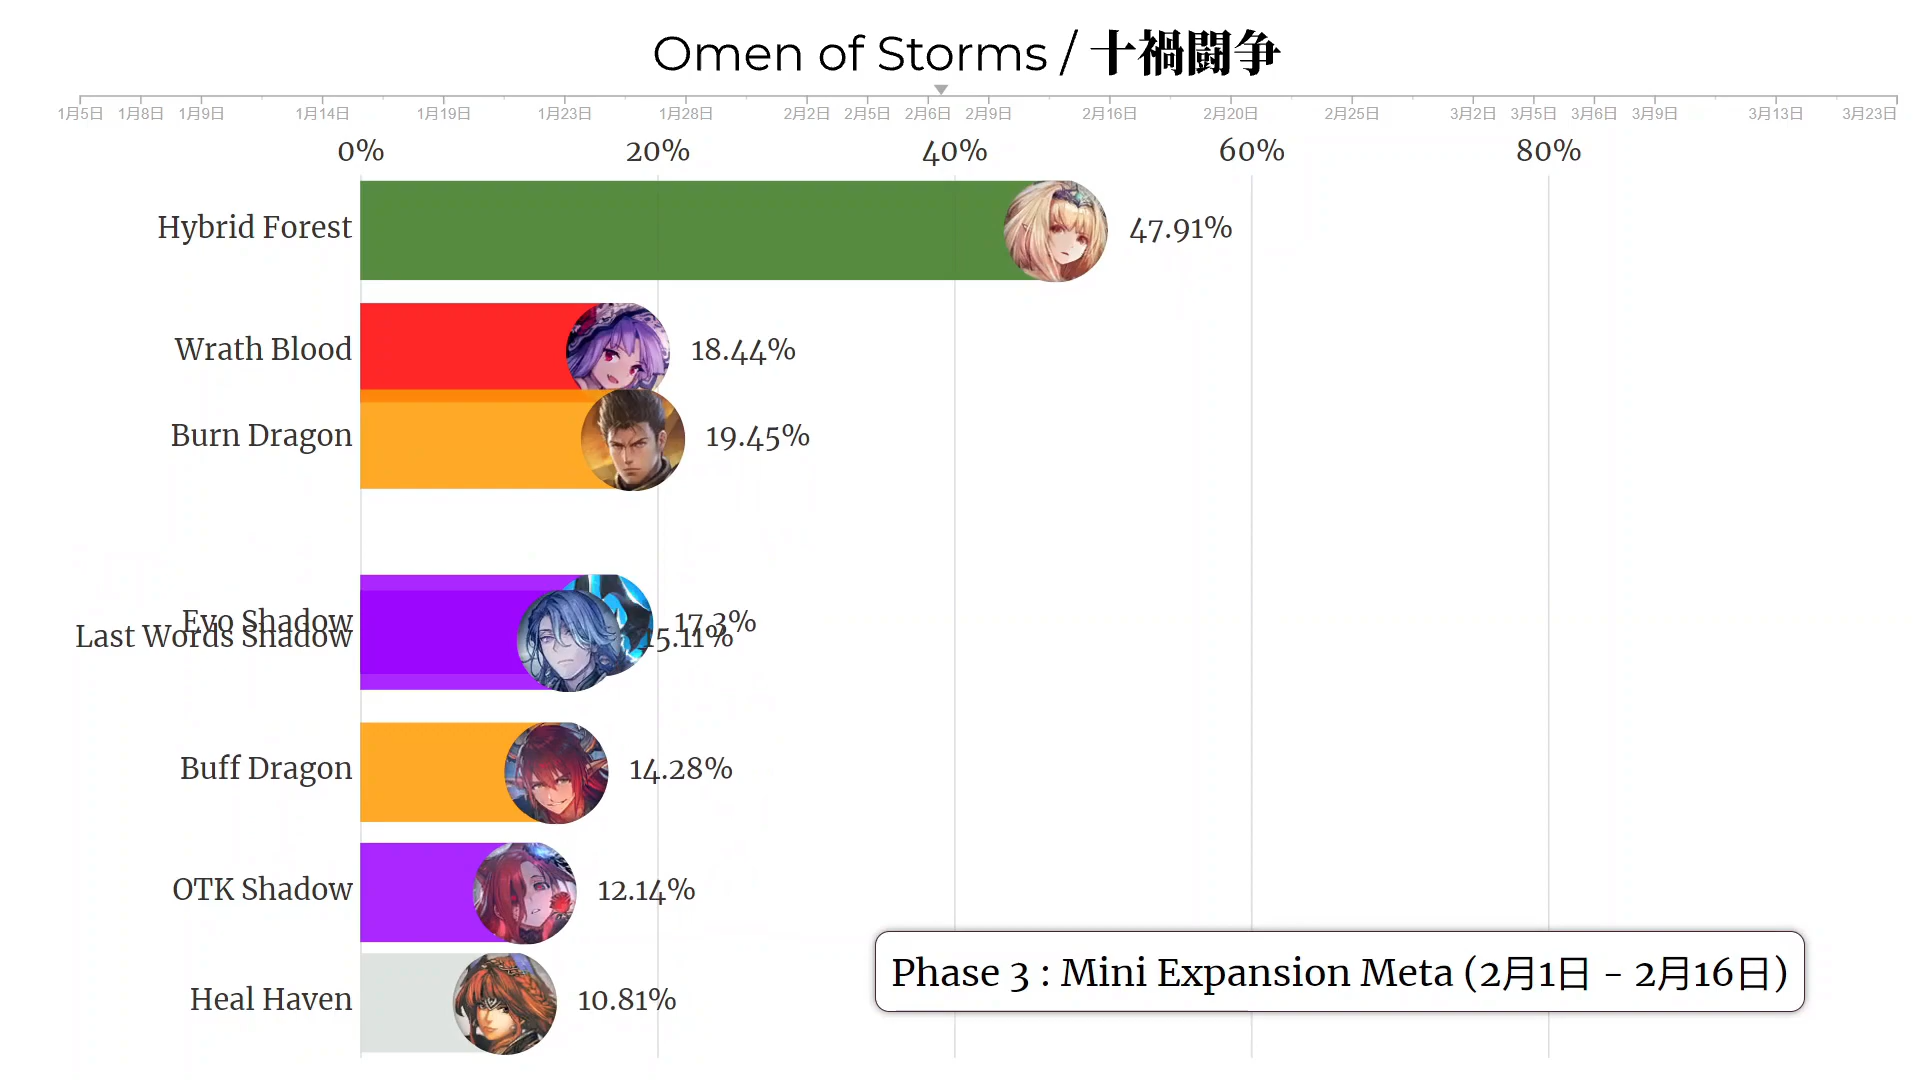 Omen of Storms / 十禍闘争
1月5日 1月8日 1月9日 1月14日 1月19日 1月23日 1月28日 2月2日 2月5日 2月6日 2月9日 2月16日 2月20日 2月25日 3月2日 3月5日 3月6日 3月9日 3月13日 3月23日
0% 20% 40% 60% 80%
Hybrid Forest 47.91%
Wrath Blood 18.44%
Burn Dragon 19.45%
Evo Shadow 17.3%
Last Words Shadow 15.11%
Buff Dragon 14.28%
OTK Shadow 12.14%
Heal Haven 10.81%
Phase 3 : Mini Expansion Meta (2月1日 - 2月16日)